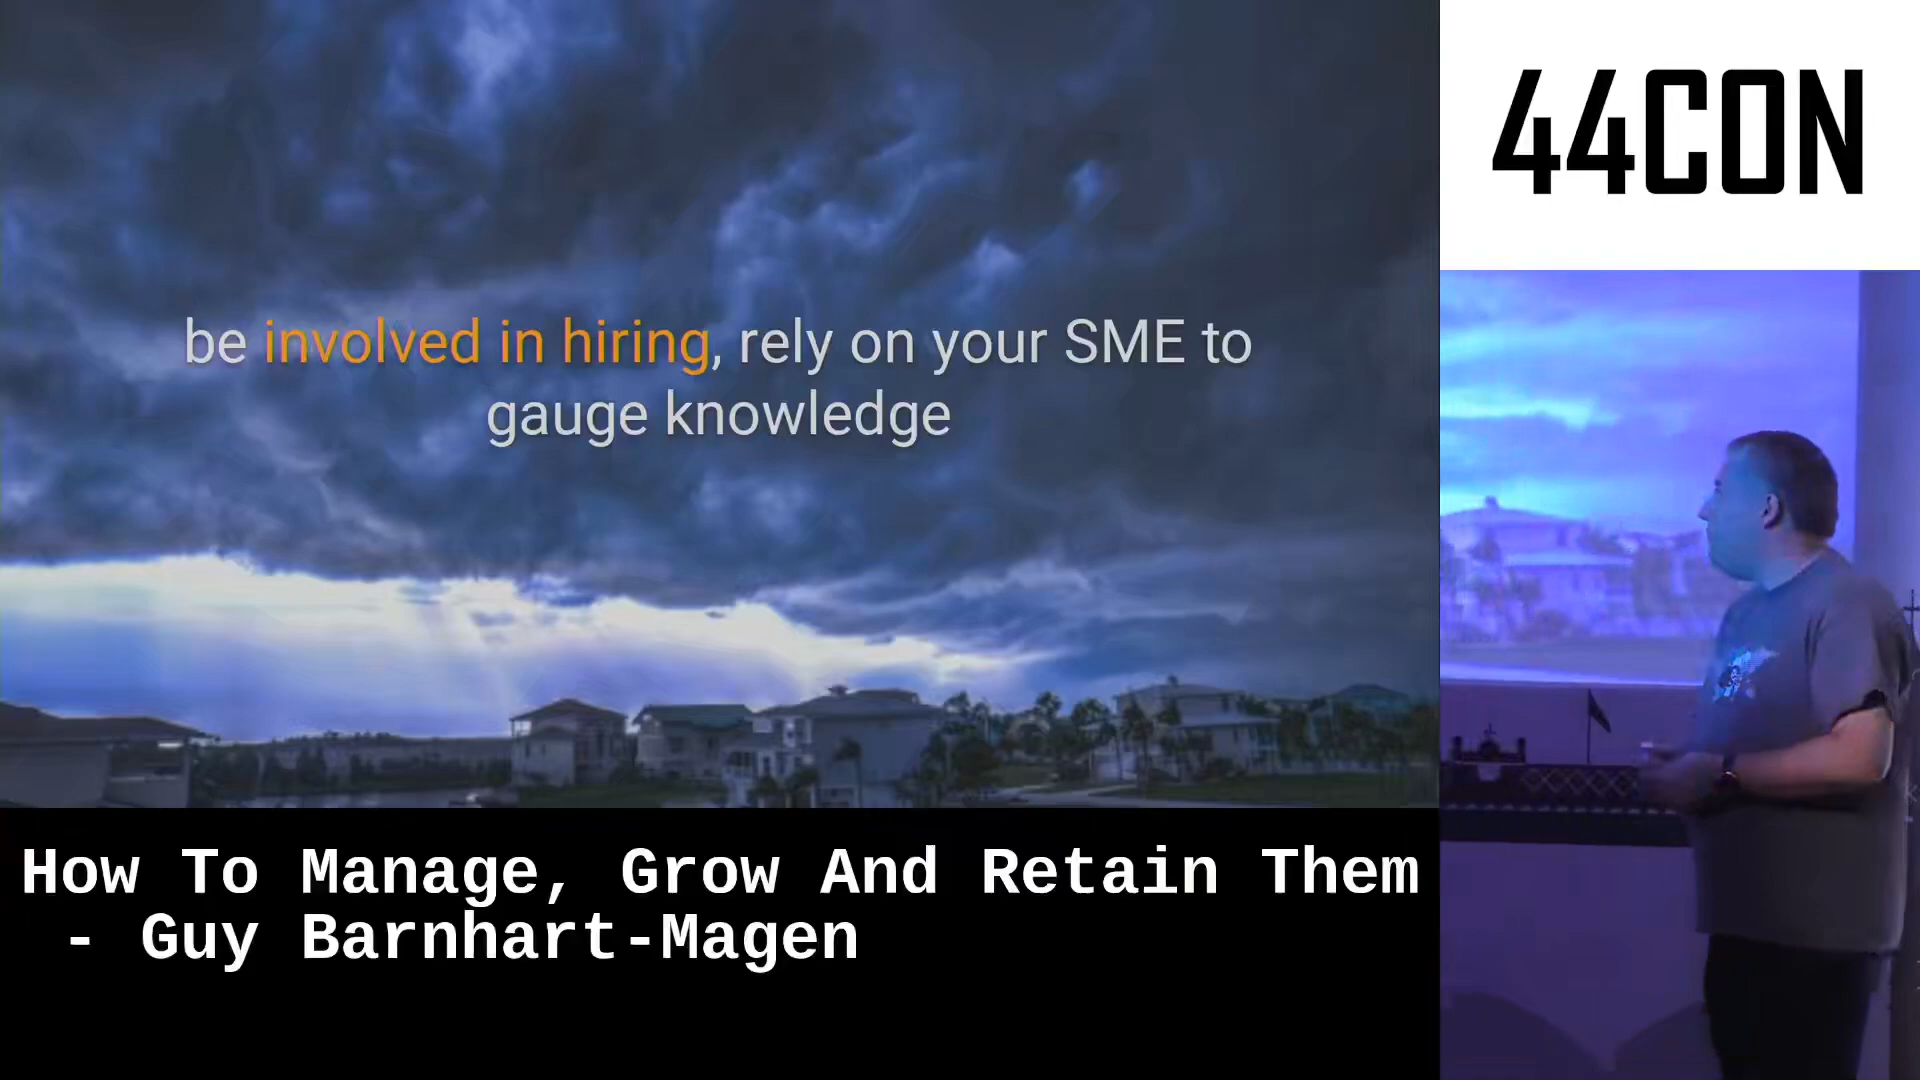 be involved in hiring, rely on your SME to
gauge knowledge
44CON
How To Manage, Grow And Retain Them
- Guy Barnhart-Magen